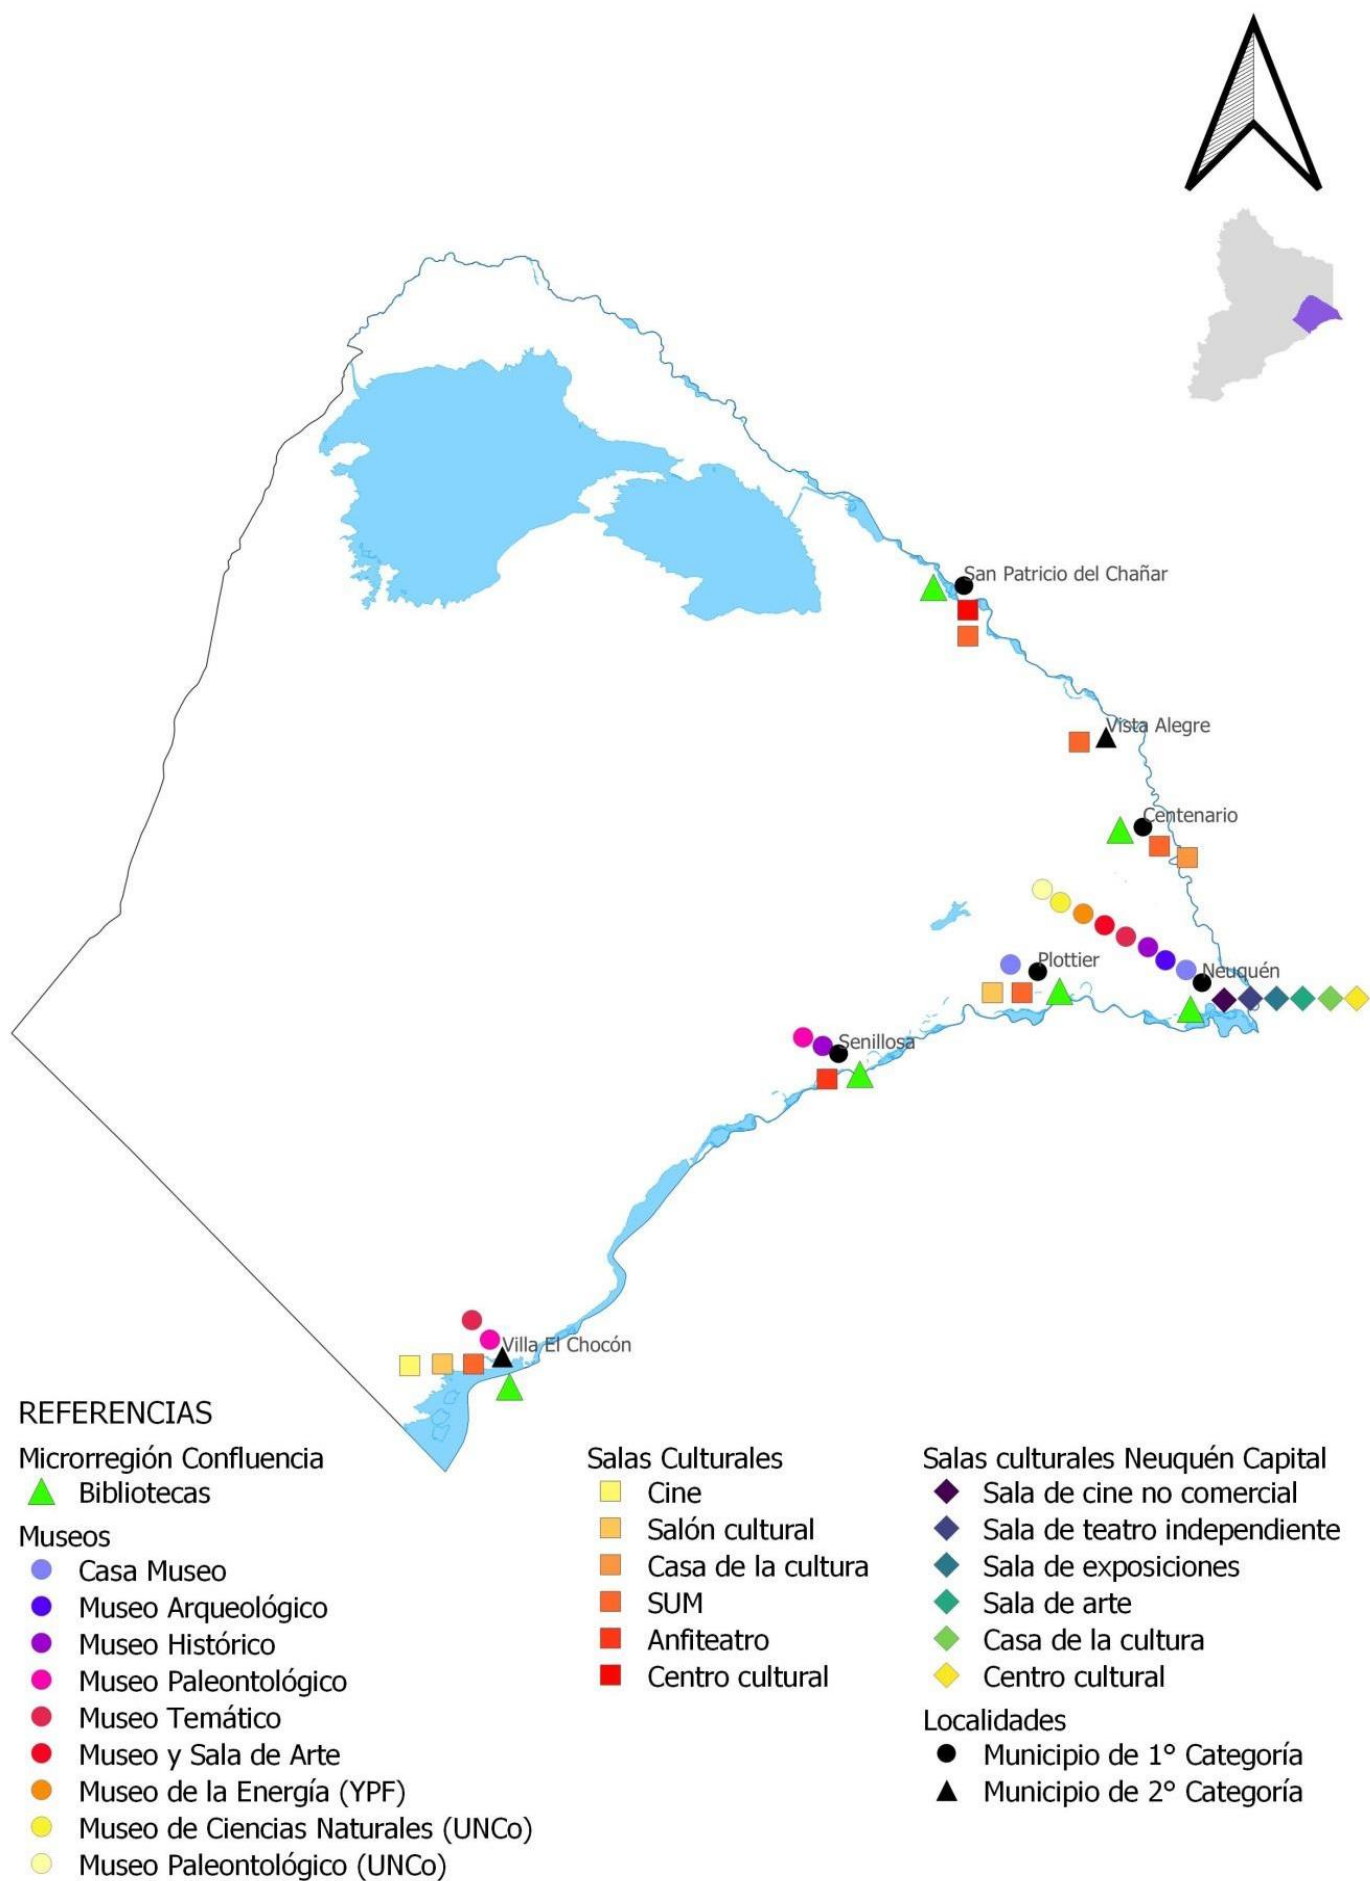 San Patricio del Chañar
Vista Alegre
Centenario
Plottier
Neuquén
Senillosa
Villa El Chocón
REFERENCIAS
Microrregión Confluencia
Bibliotecas
Museos
Casa Museo
Museo Arqueológico
Museo Histórico
Museo Paleontológico
Museo Temático
Museo y Sala de Arte
Museo de la Energía (YPF)
Museo de Ciencias Naturales (UNCo)
Museo Paleontológico (UNCo)
Salas Culturales
Cine
Salón cultural
Casa de la cultura
SUM
Anfiteatro
Centro cultural
Salas culturales Neuquén Capital
Sala de cine no comercial
Sala de teatro independiente
Sala de exposiciones
Sala de arte
Casa de la cultura
Centro cultural
Localidades
Municipio de 1° Categoría
Municipio de 2° Categoría